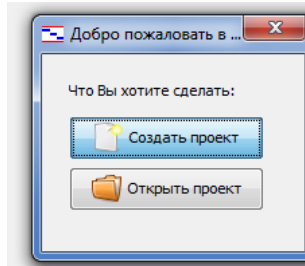 Добро пожаловать в ...
Что Вы хотите сделать:
Создать проект
Открыть проект